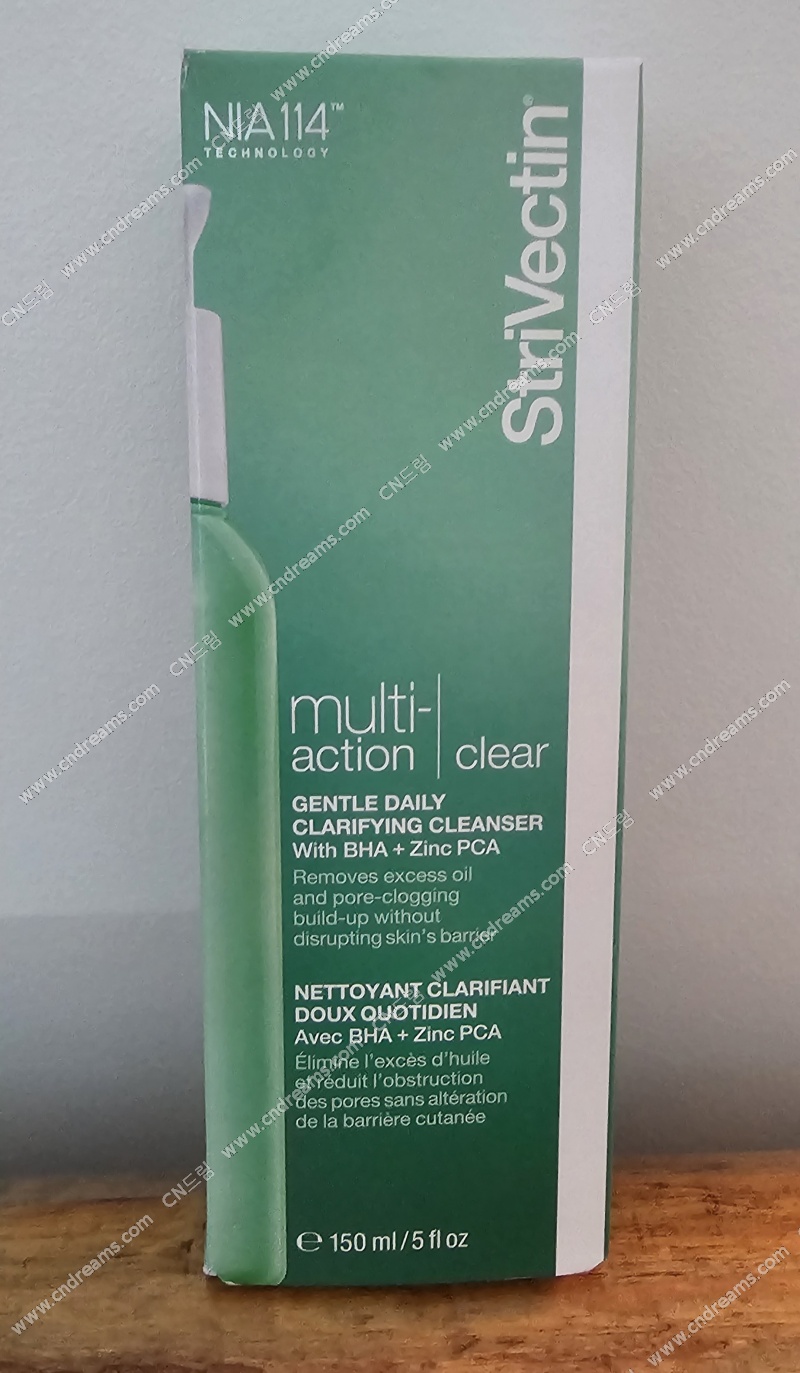 NIA 114™
TECHNOLOGY
StriVectin®
multi-
action | clear
GENTLE DAILY
CLARIFYING CLEANSER
With BHA + Zinc PCA
Removes excess oil
and pore-clogging
build-up without
disrupting skin's barrier
NETTOYANT CLARIFIANT
DOUX QUOTIDIEN
Avec BHA + Zinc PCA
Élimine l'excès d'huile
et réduit l'obstruction
des pores sans altération
de la barrière cutanée
℮ 150 ml/5 fl oz
CN드림 www.cndreams.com